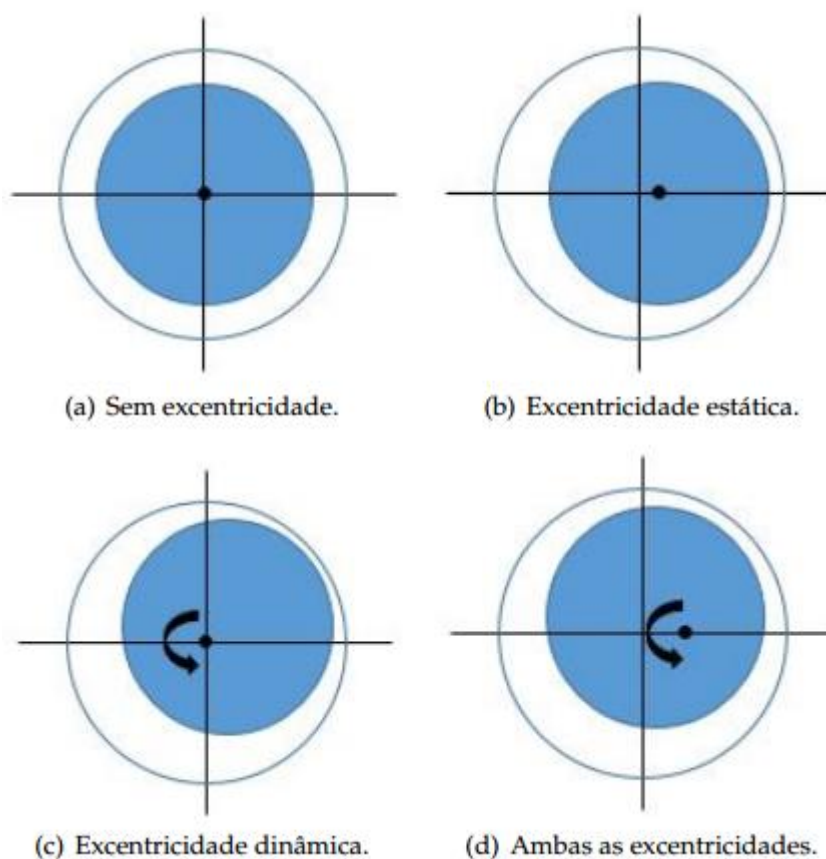 (a) Sem excentricidade.
(b) Excentricidade estática.
(c) Excentricidade dinâmica.
(d) Ambas as excentricidades.